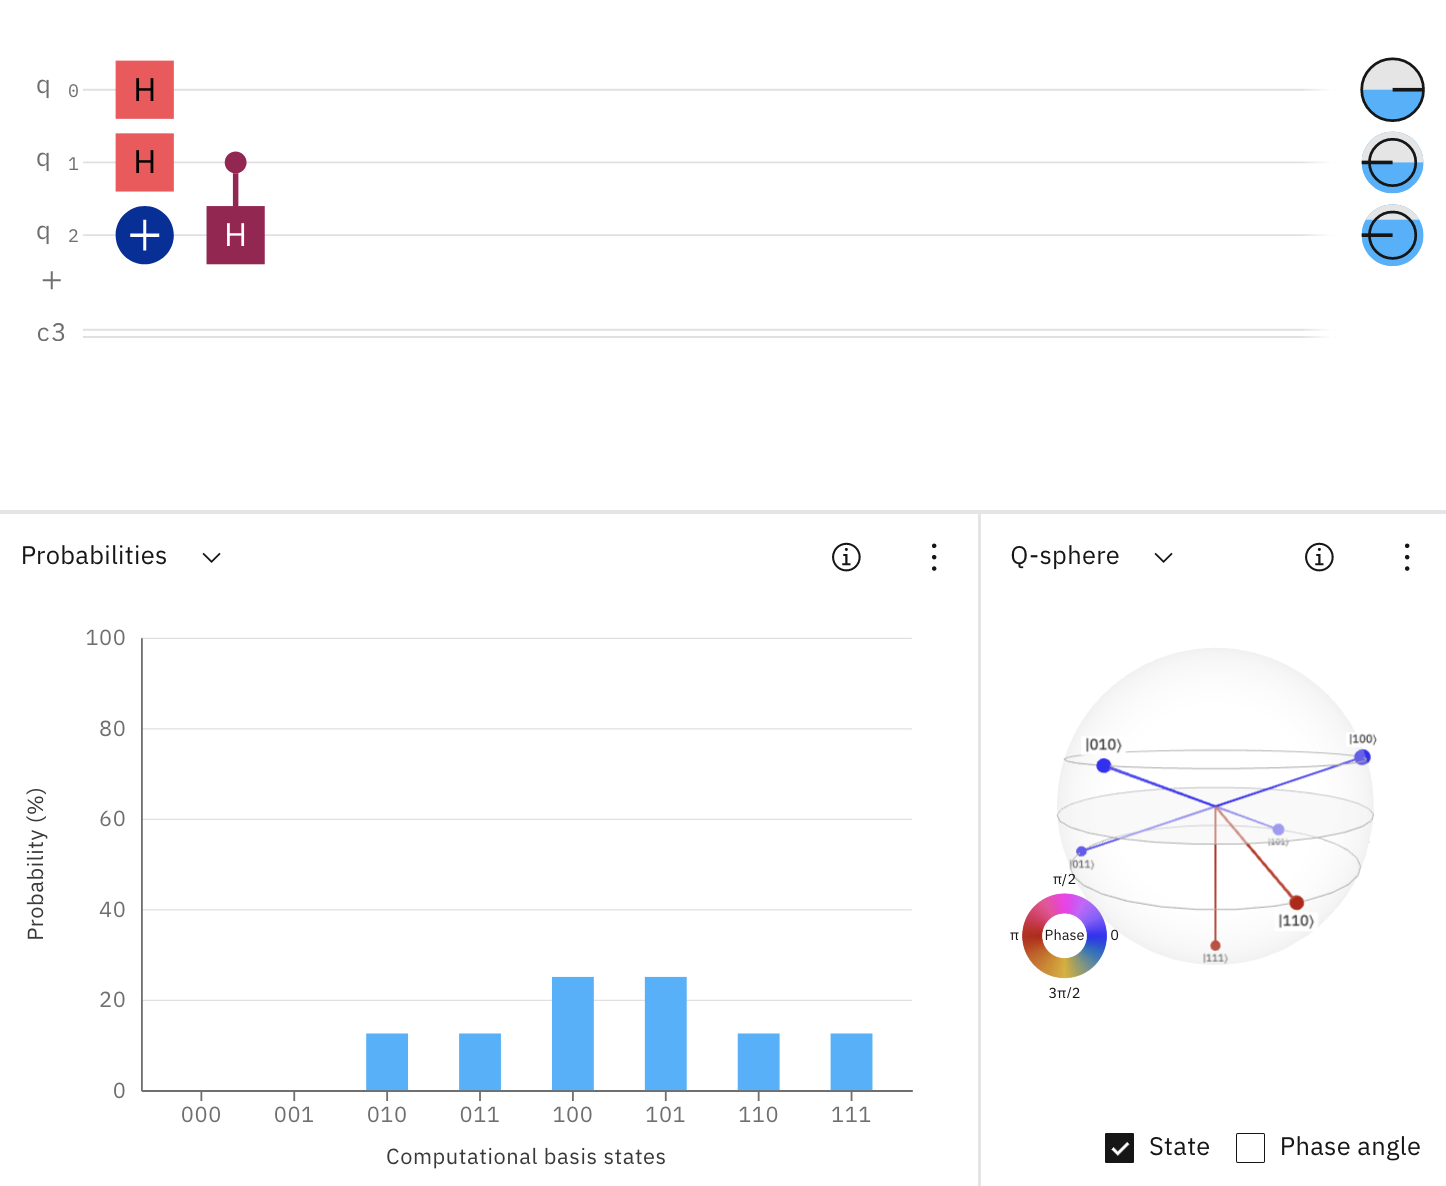 q 0 H
q 1 H
q 2 H
+
c3
Probabilities
Q-sphere
Probability (%)
100
80
60
40
20
0
000 001 010 011 100 101 110 111
Computational basis states
|010⟩
|100⟩
|101⟩
|011⟩
|110⟩
|111⟩
π/2
π Phase 0
3π/2
State Phase angle